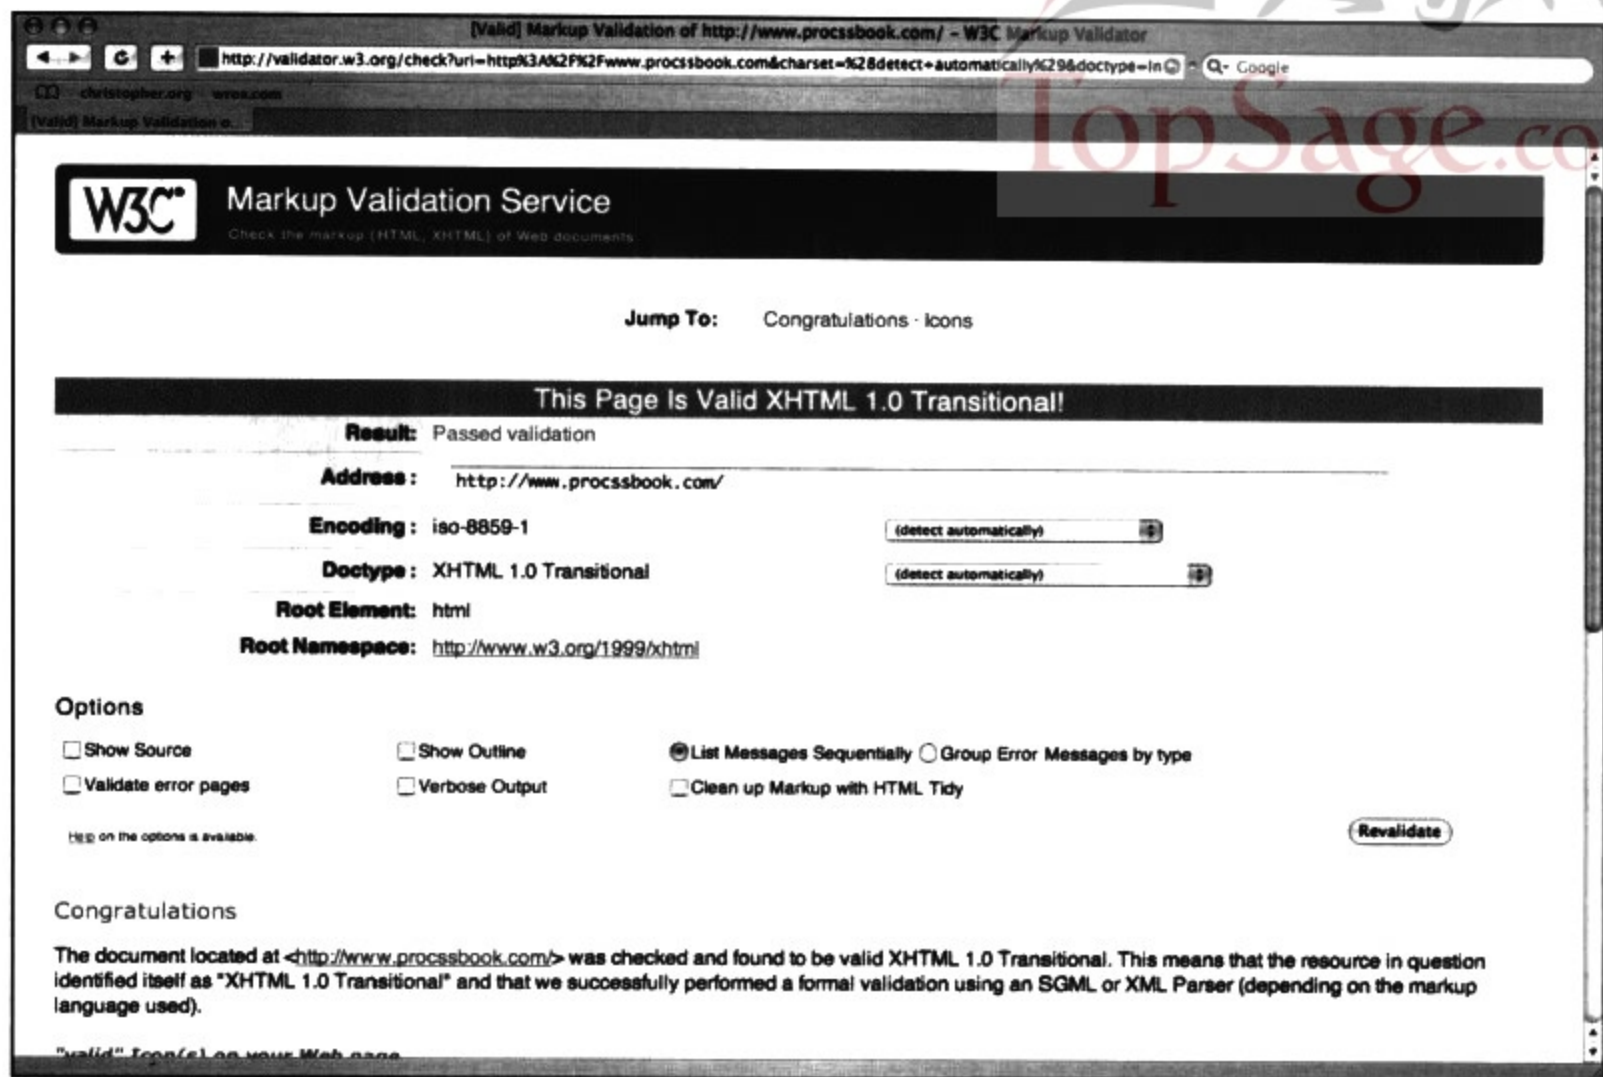 [Valid] Markup Validation of http://www.procssbook.com/ – W3C Markup Validator
http://validator.w3.org/check?uri=http%3A%2F%2Fwww.procssbook.com&charset=%28detect+automatically%29&doctype=In
Google
christopher.org wrox.com
[Valid] Markup Validation o...
TopSage.co
W3C
Markup Validation Service
Check the markup (HTML, XHTML) of Web documents
Jump To: Congratulations · Icons
This Page Is Valid XHTML 1.0 Transitional!
Result: Passed validation
Address : http://www.procssbook.com/
Encoding : iso-8859-1 (detect automatically)
Doctype : XHTML 1.0 Transitional (detect automatically)
Root Element: html
Root Namespace: http://www.w3.org/1999/xhtml
Options
Show Source Show Outline List Messages Sequentially Group Error Messages by type
Validate error pages Verbose Output Clean up Markup with HTML Tidy
Help on the options is available.
Revalidate
Congratulations
The document located at <http://www.procssbook.com/> was checked and found to be valid XHTML 1.0 Transitional. This means that the resource in question
identified itself as "XHTML 1.0 Transitional" and that we successfully performed a formal validation using an SGML or XML Parser (depending on the markup
language used).
"valid" Icon(s) on your Web page